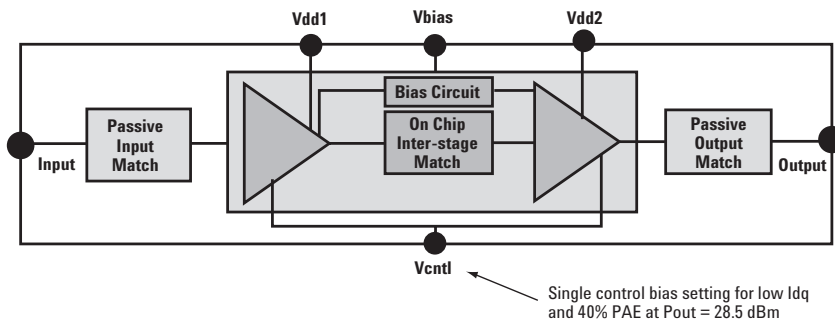 Vdd1
Vbias
Vdd2
Bias Circuit
Passive
Input
Match
On Chip
Inter-stage
Match
Passive
Output
Match
Input
Output
Vcntl
Single control bias setting for low Idq
and 40% PAE at Pout = 28.5 dBm